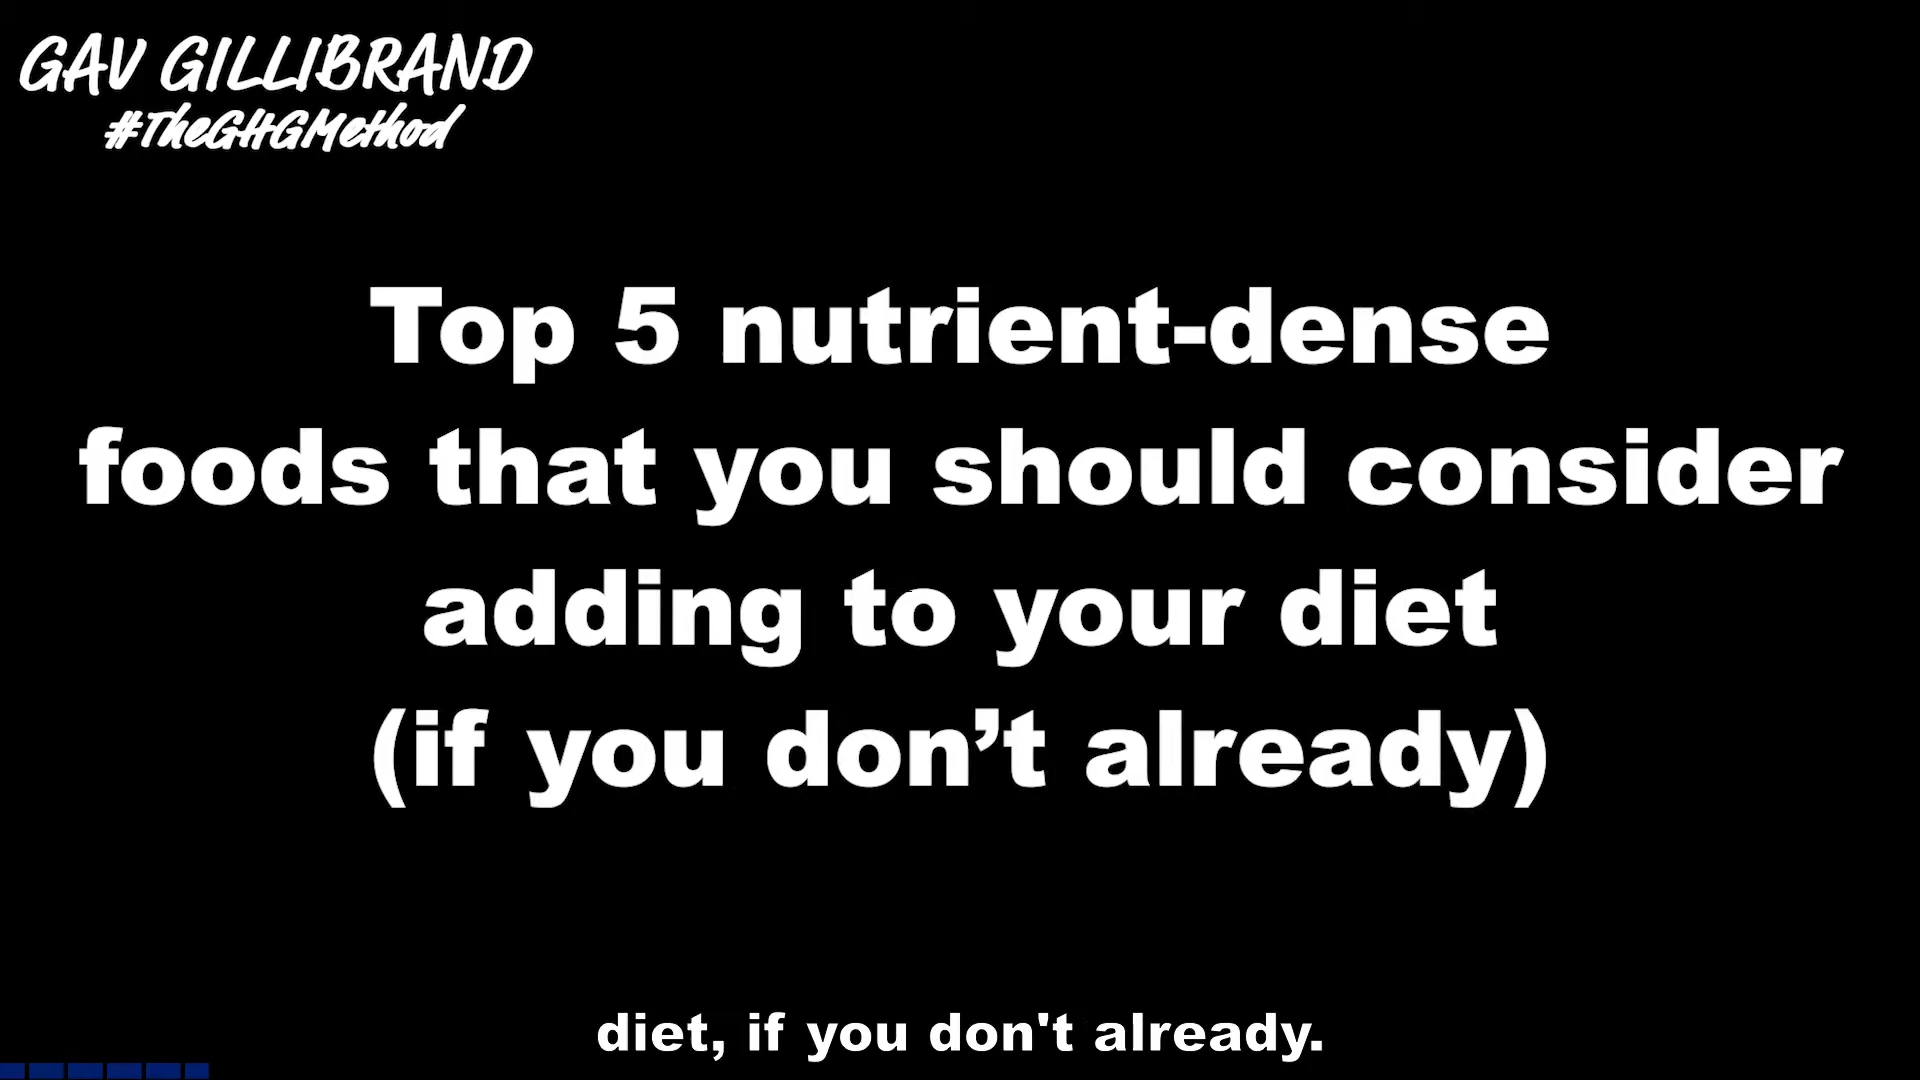 GAV GILLIBRAND
#TheGHGMethod
Top 5 nutrient-dense
foods that you should consider
adding to your diet
(if you don’t already)
diet, if you don't already.